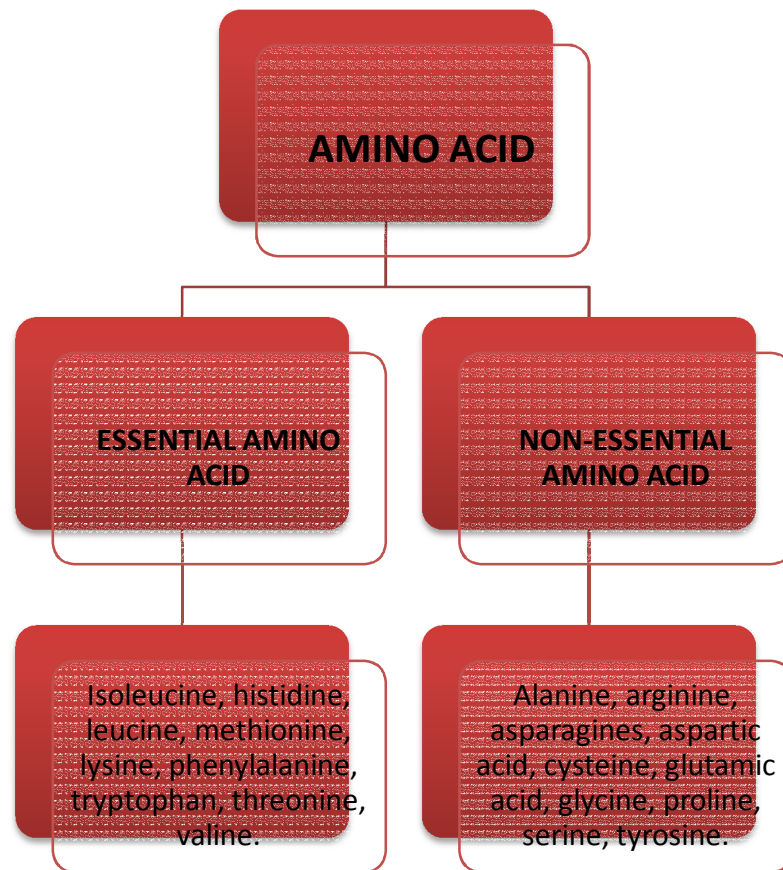 AMINO ACID
ESSENTIAL AMINO
ACID
NON-ESSENTIAL
AMINO ACID
Isoleucine, histidine,
leucine, methionine,
lysine, phenylalanine,
tryptophan, threonine,
valine.
Alanine, arginine,
asparagines, aspartic
acid, cysteine, glutamic
acid, glycine, proline,
serine, tyrosine.